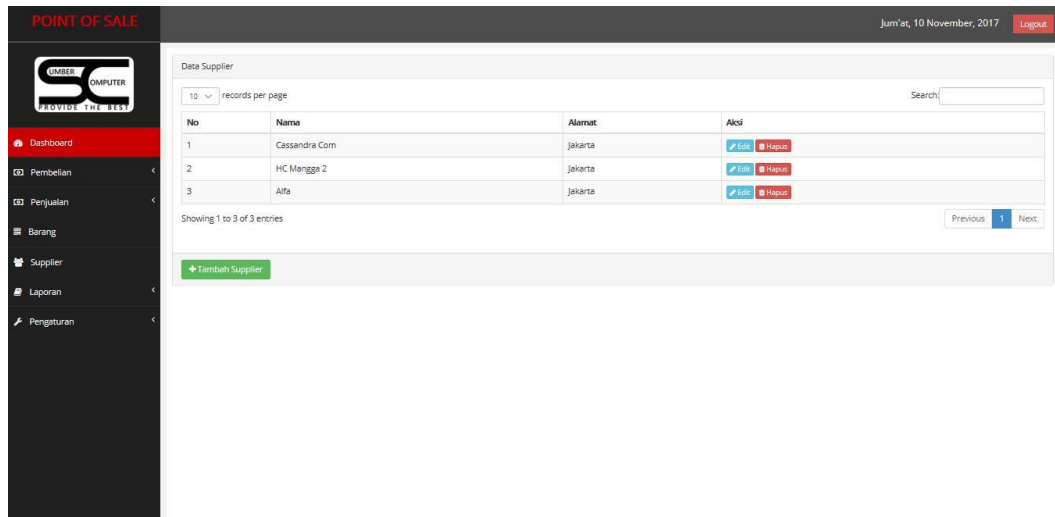 POINT OF SALE
Jum'at, 10 November, 2017 Logout
SC
UMBER
OMPUTER
PROVIDE THE BEST
Dashboard
Pembelian
Penjualan
Barang
Supplier
Laporan
Pengaturan
Data Supplier
10 records per page Search:
No Nama Alamat Aksi
1 Cassandra Com Jakarta Edit Hapus
2 HC Mangga 2 Jakarta Edit Hapus
3 Alfa Jakarta Edit Hapus
Showing 1 to 3 of 3 entries Previous 1 Next
+Tambah Supplier